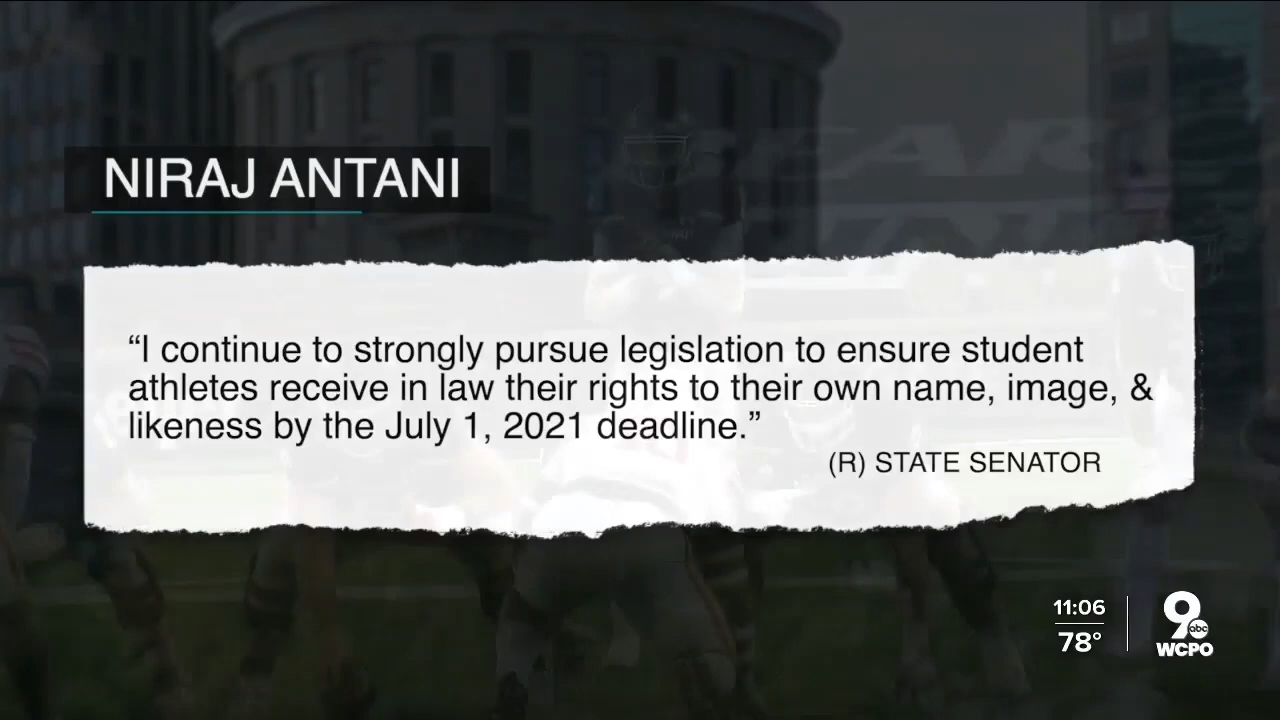 NIRAJ ANTANI
“I continue to strongly pursue legislation to ensure student
athletes receive in law their rights to their own name, image, &
likeness by the July 1, 2021 deadline.”
(R) STATE SENATOR
11:06
78°
9
abc
WCPO